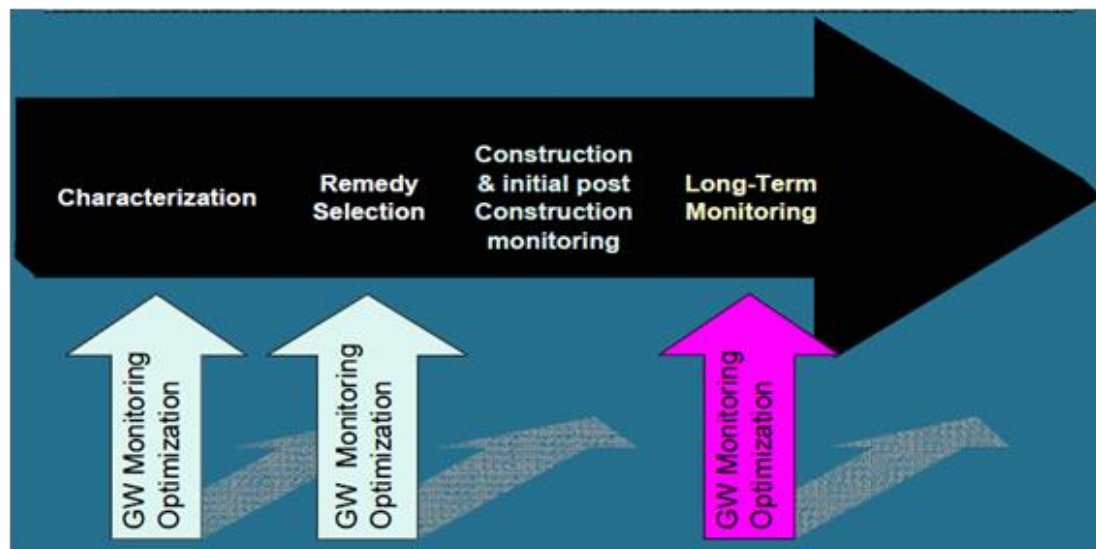 Characterization
Remedy
Selection
Construction
& initial post
Construction
monitoring
Long-Term
Monitoring
GW Monitoring
Optimization
GW Monitoring
Optimization
GW Monitoring
Optimization